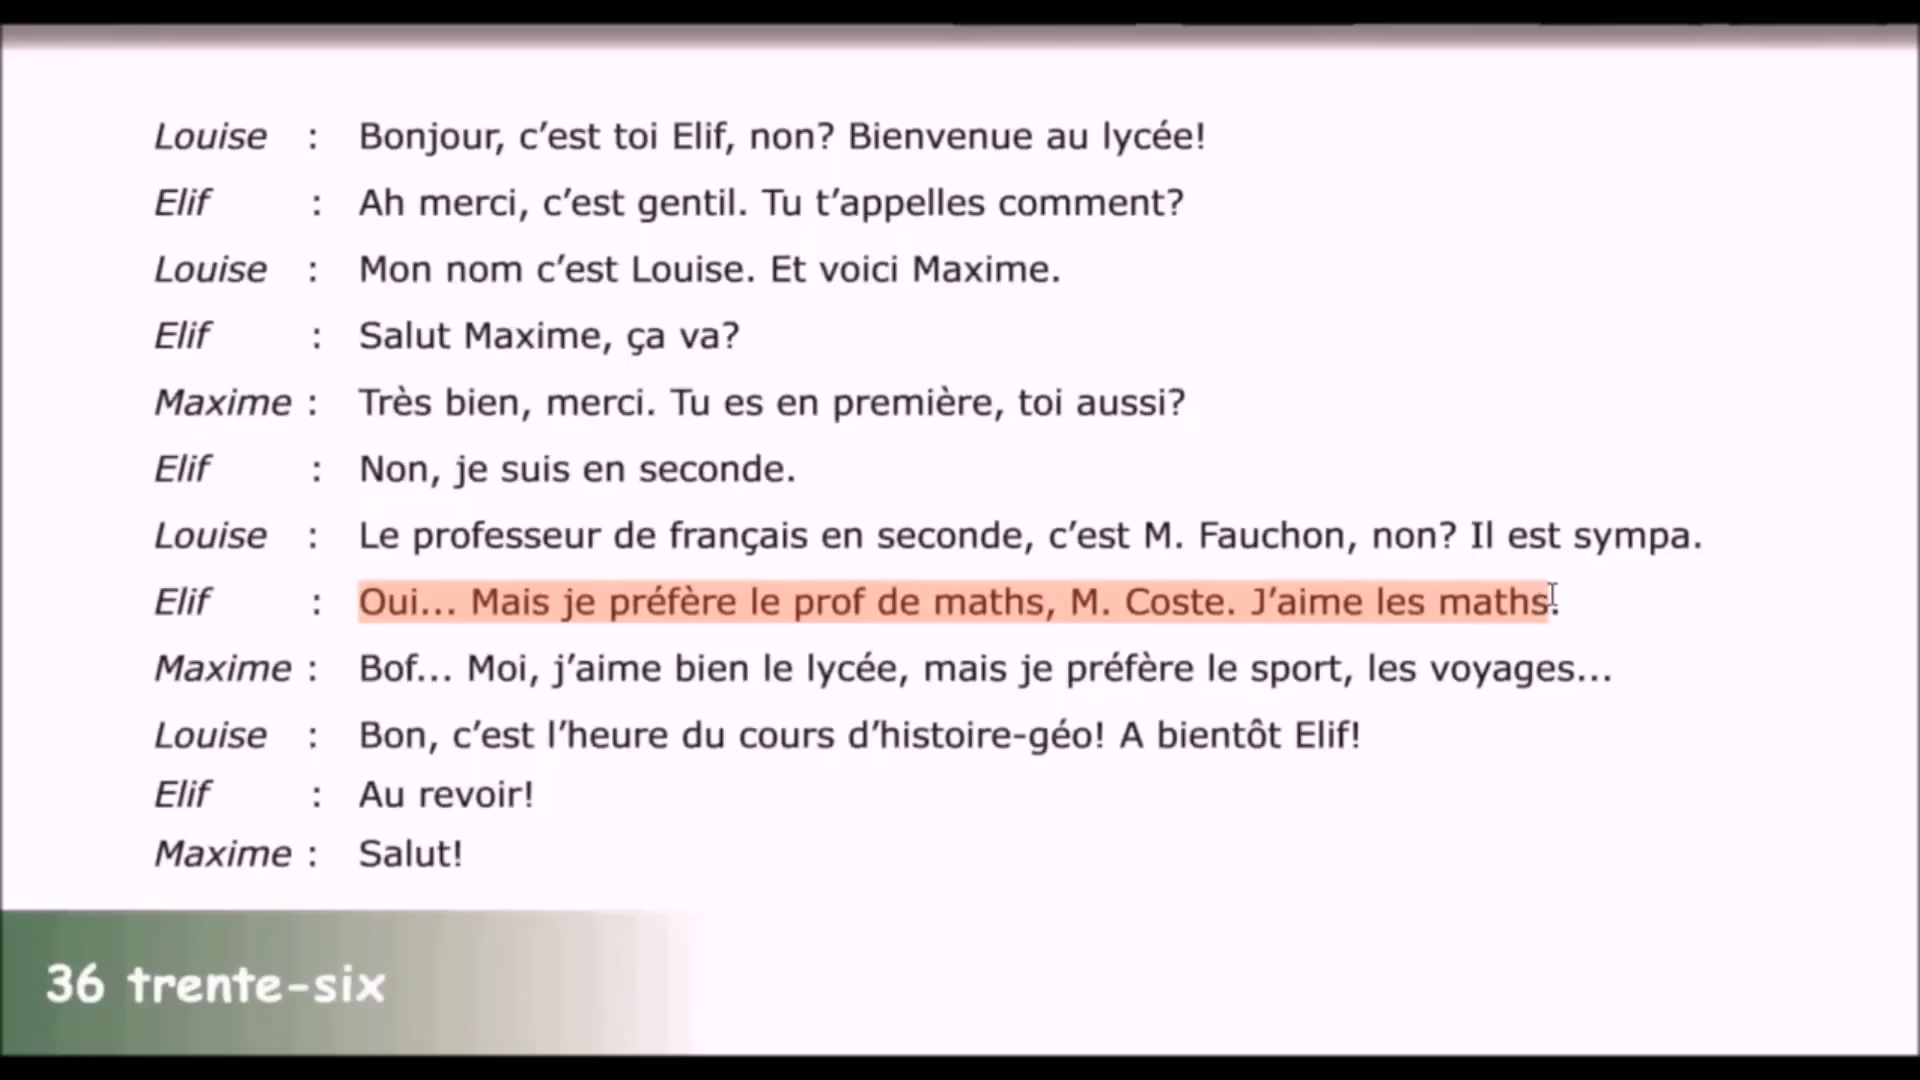 Louise : Bonjour, c’est toi Elif, non? Bienvenue au lycée!
Elif : Ah merci, c’est gentil. Tu t’appelles comment?
Louise : Mon nom c’est Louise. Et voici Maxime.
Elif : Salut Maxime, ça va?
Maxime : Très bien, merci. Tu es en première, toi aussi?
Elif : Non, je suis en seconde.
Louise : Le professeur de français en seconde, c’est M. Fauchon, non? Il est sympa.
Elif : Oui... Mais je préfère le prof de maths, M. Coste. J’aime les maths.
Maxime : Bof... Moi, j’aime bien le lycée, mais je préfère le sport, les voyages...
Louise : Bon, c’est l’heure du cours d’histoire-géo! A bientôt Elif!
Elif : Au revoir!
Maxime : Salut!
36 trente-six